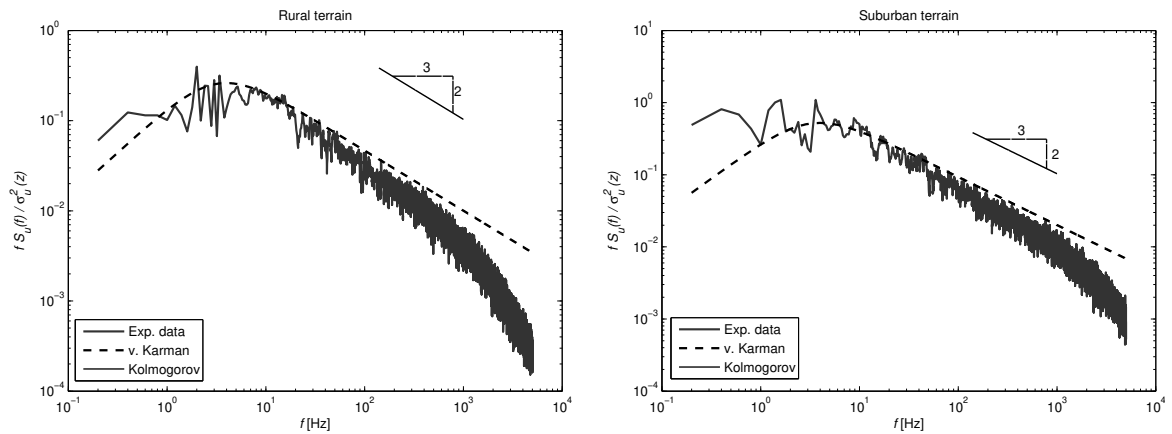 Rural terrain
10^0
10^-1
10^-2
10^-3
10^-4
f S_u(f) / σ_u^2 (z)
3
2
Exp. data
v. Karman
Kolmogorov
10^-1
10^0
10^1
10^2
10^3
10^4
f [Hz]
Suburban terrain
10^1
10^0
10^-1
10^-2
10^-3
10^-4
f S_u(f) / σ_u^2 (z)
3
2
Exp. data
v. Karman
Kolmogorov
10^-1
10^0
10^1
10^2
10^3
10^4
f [Hz]